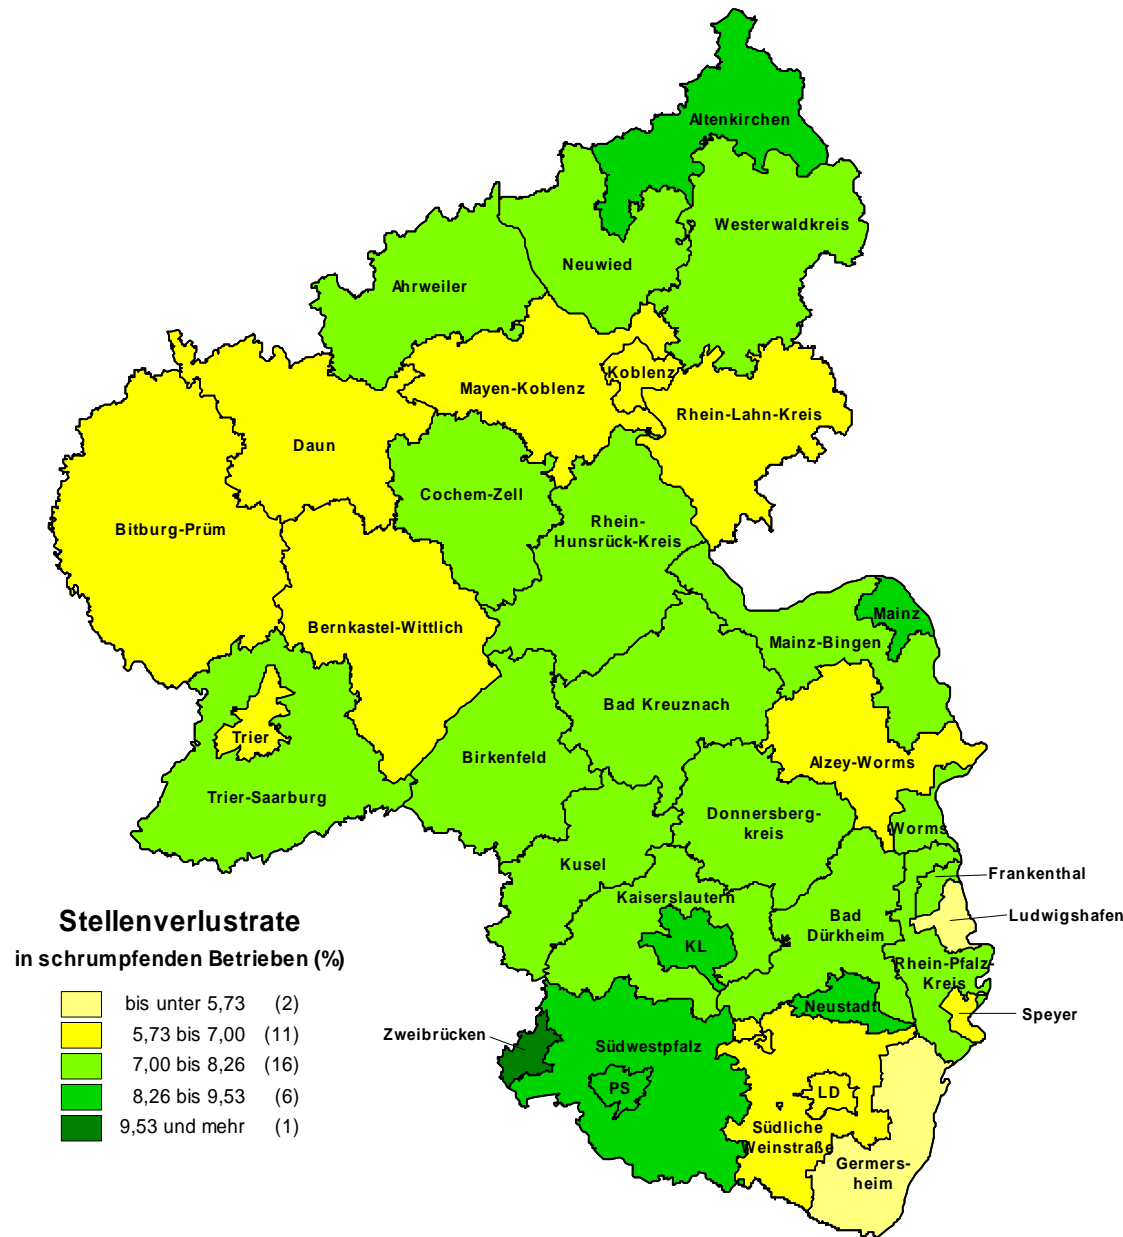 Altenkirchen
Westerwaldkreis
Neuwied
Ahrweiler
Koblenz
Mayen-Koblenz
Rhein-Lahn-Kreis
Daun
Cochem-Zell
Rhein-
Hunsrück-Kreis
Bitburg-Prüm
Mainz
Bernkastel-Wittlich
Mainz-Bingen
Bad Kreuznach
Trier
Birkenfeld
Alzey-Worms
Trier-Saarburg
Donnersberg-
kreis
Worms
Kusel
Frankenthal
Kaiserslautern
Ludwigshafen
Bad
Dürkheim
KL
Rhein-Pfalz-
Kreis
Neustadt
Speyer
Zweibrücken
Südwestpfalz
PS
LD
Südliche
Weinstraße
Germers-
heim
Stellenverlustrate
in schrumpfenden Betrieben (%)
bis unter 5,73 (2)
5,73 bis 7,00 (11)
7,00 bis 8,26 (16)
8,26 bis 9,53 (6)
9,53 und mehr (1)